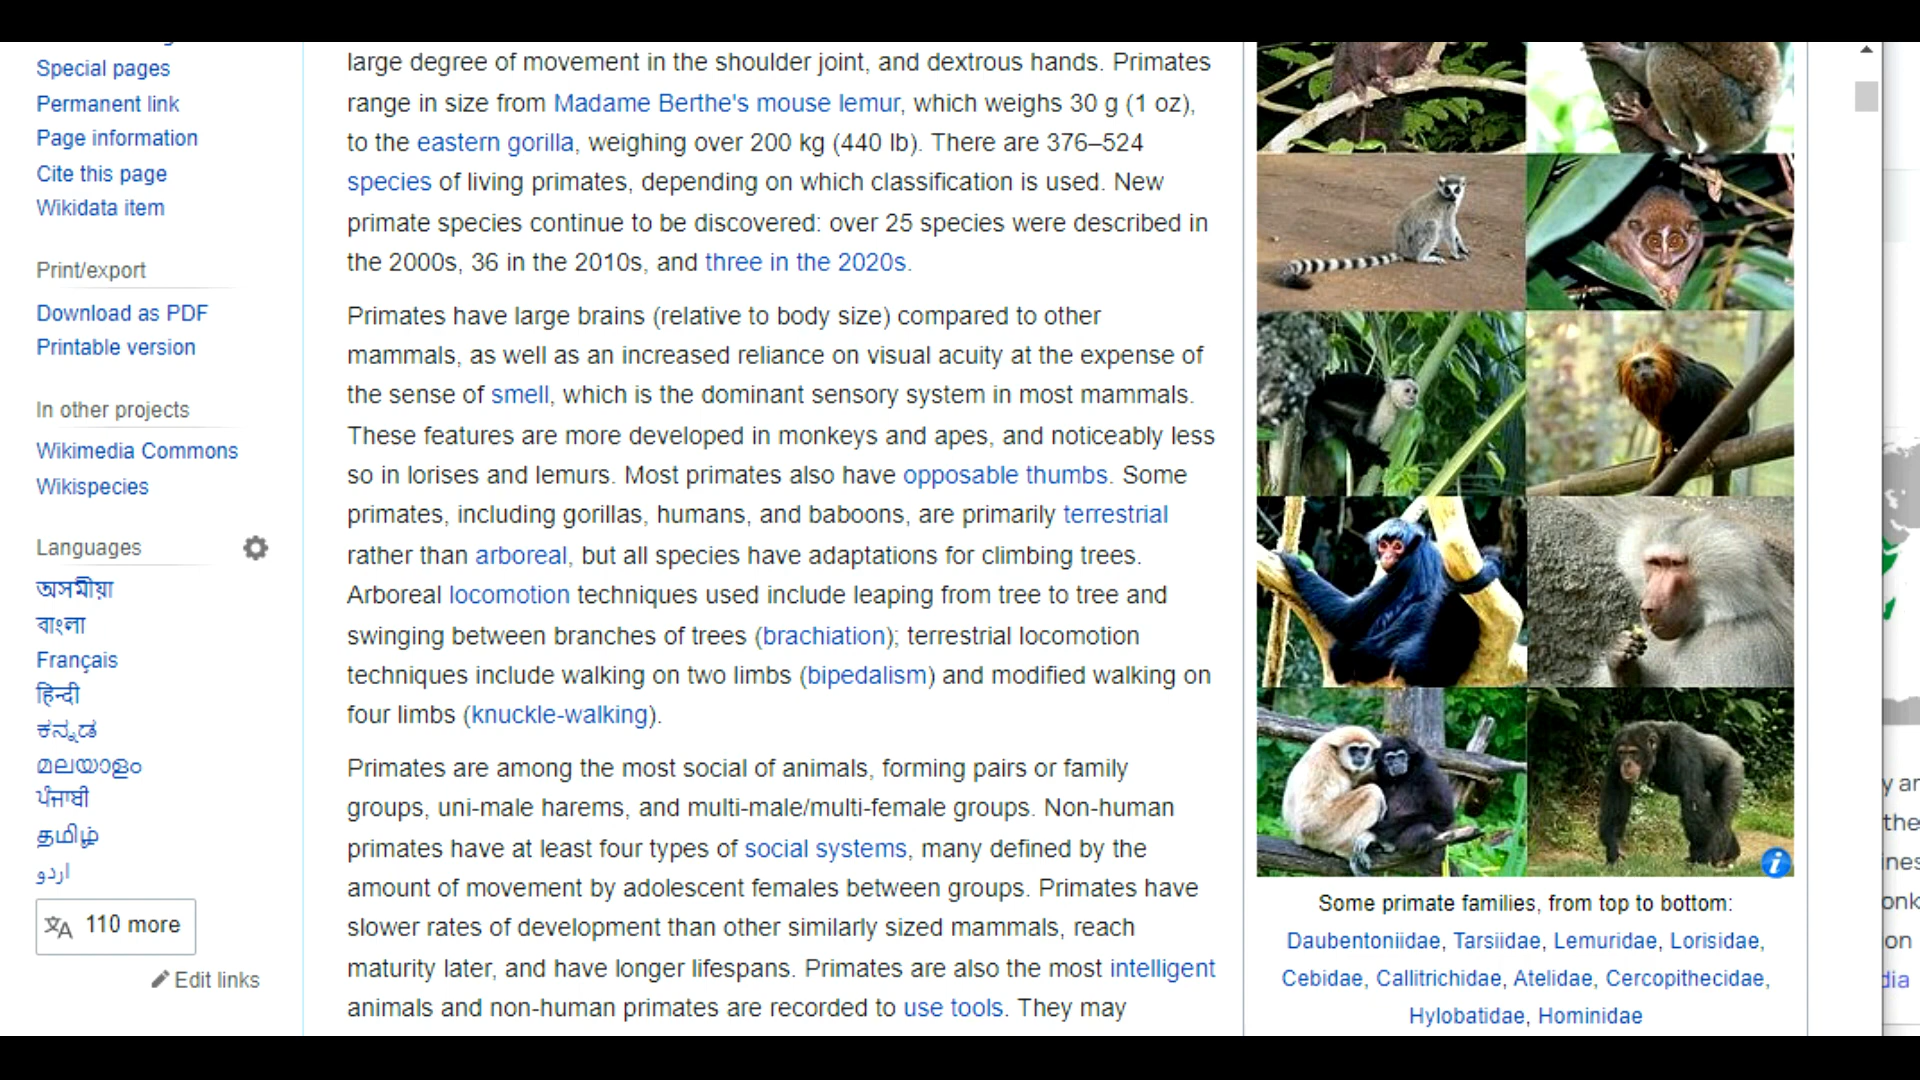 Special pages
Permanent link
Page information
Cite this page
Wikidata item
Print/export
Download as PDF
Printable version
In other projects
Wikimedia Commons
Wikispecies
Languages
অসমীয়া
বাংলা
Français
हिन्दी
ಕನ್ನಡ
മലയാളം
ਪੰਜਾਬੀ
தமிழ்
اردو
110 more
Edit links
large degree of movement in the shoulder joint, and dextrous hands. Primates
range in size from Madame Berthe's mouse lemur, which weighs 30 g (1 oz),
to the eastern gorilla, weighing over 200 kg (440 lb). There are 376–524
species of living primates, depending on which classification is used. New
primate species continue to be discovered: over 25 species were described in
the 2000s, 36 in the 2010s, and three in the 2020s.
Primates have large brains (relative to body size) compared to other
mammals, as well as an increased reliance on visual acuity at the expense of
the sense of smell, which is the dominant sensory system in most mammals.
These features are more developed in monkeys and apes, and noticeably less
so in lorises and lemurs. Most primates also have opposable thumbs. Some
primates, including gorillas, humans, and baboons, are primarily terrestrial
rather than arboreal, but all species have adaptations for climbing trees.
Arboreal locomotion techniques used include leaping from tree to tree and
swinging between branches of trees (brachiation); terrestrial locomotion
techniques include walking on two limbs (bipedalism) and modified walking on
four limbs (knuckle-walking).
Primates are among the most social of animals, forming pairs or family
groups, uni-male harems, and multi-male/multi-female groups. Non-human
primates have at least four types of social systems, many defined by the
amount of movement by adolescent females between groups. Primates have
slower rates of development than other similarly sized mammals, reach
maturity later, and have longer lifespans. Primates are also the most intelligent
animals and non-human primates are recorded to use tools. They may
Some primate families, from top to bottom:
Daubentoniidae, Tarsiidae, Lemuridae, Lorisidae,
Cebidae, Callitrichidae, Atelidae, Cercopithecidae,
Hylobatidae, Hominidae